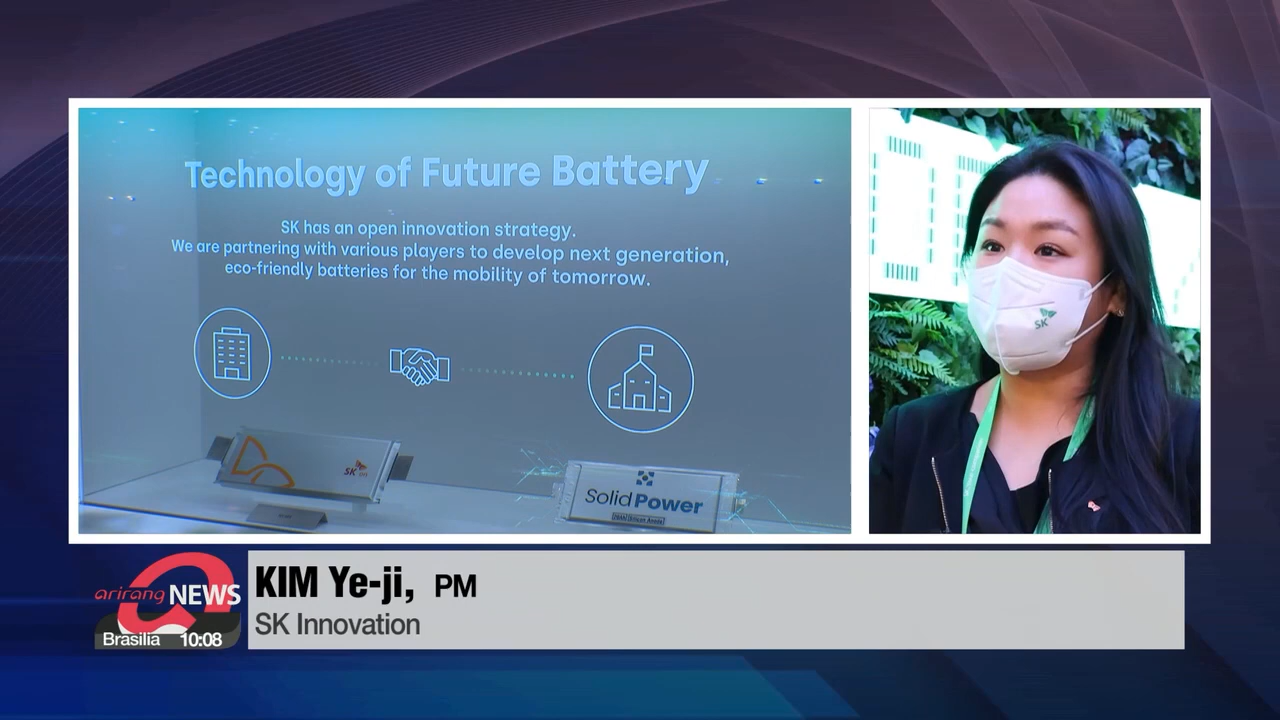 Technology of Future Battery
SK has an open innovation strategy.
We are partnering with various players to develop next generation,
eco-friendly batteries for the mobility of tomorrow.
SK
Solid Power
SK
arirang NEWS
Brasilia 10:08
KIM Ye-ji, PM
SK Innovation